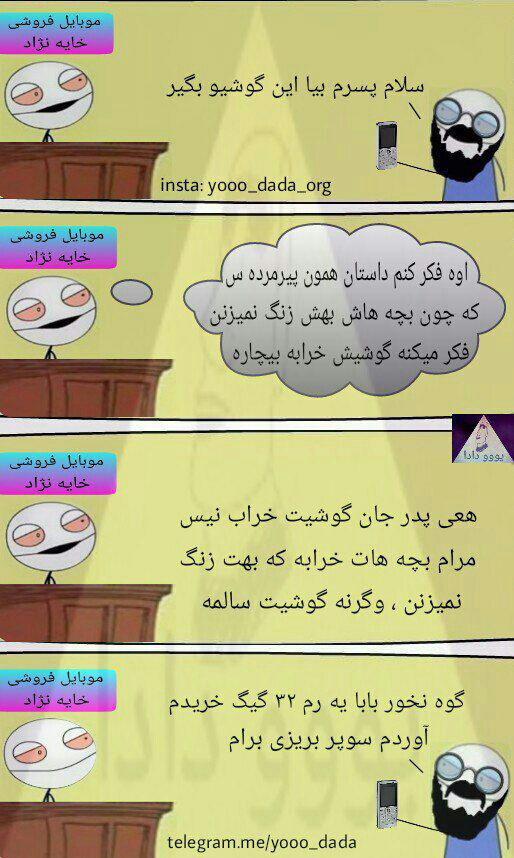 موبایل فروشی
خایه نژاد
سلام پسرم بیا این گوشیو بگیر
insta: yooo_dada_org
موبایل فروشی
خایه نژاد
اوه فکر کنم داستان همون پیرمرده س
که چون بچه هاش بهش زنگ نمیزنن
فکر میکنه گوشیش خرابه بیچاره
یووو دادا
موبایل فروشی
خایه نژاد
هعی پدر جان گوشیت خراب نیس
مرام بچه هات خرابه که بهت زنگ
نمیزنن ، وگرنه گوشیت سالمه
موبایل فروشی
خایه نژاد
گوه نخور بابا یه رم ۳۲ گیگ خریدم
آوردم سوپر بریزی برام
یووو دادا
telegram.me/yooo_dada